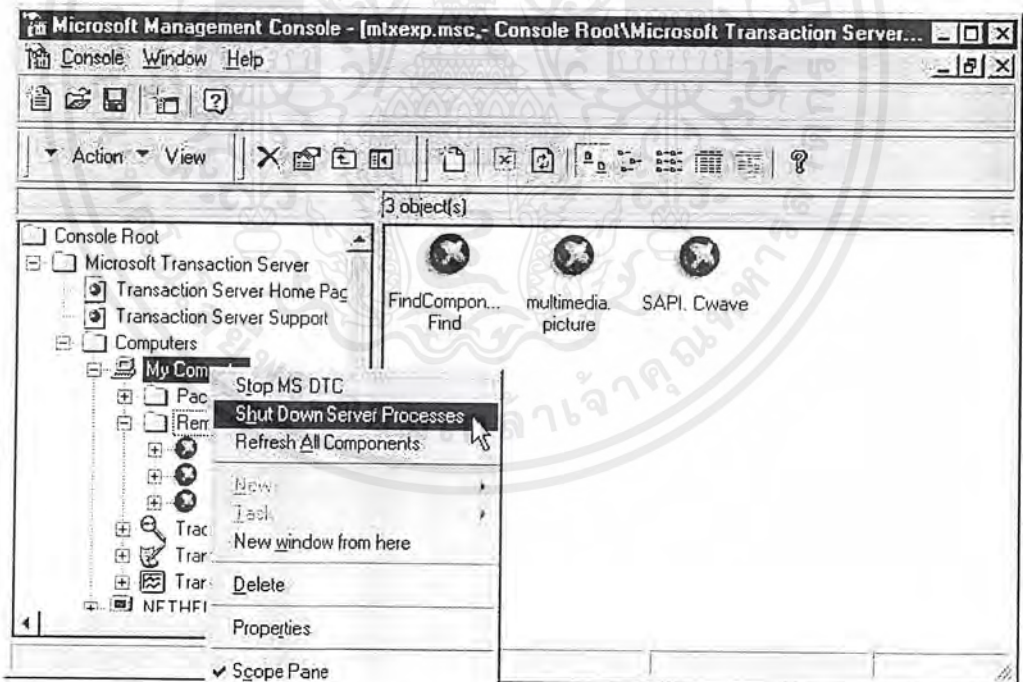 Microsoft Management Console - [mtxexp.msc - Console Root\Microsoft Transaction Server...
Console Window Help
Action View
3 object(s)
Console Root
Microsoft Transaction Server
Transaction Server Home Pag
Transaction Server Support
Computers
My Com
Pac
Rem
Trac
Trar
Trar
FindCompon...
Find
multimedia.
picture
SAPI. Cwave
Stop MS DTC
Shut Down Server Processes
Refresh All Components
New
Task
New window from here
Delete
Properties
Scope Pane